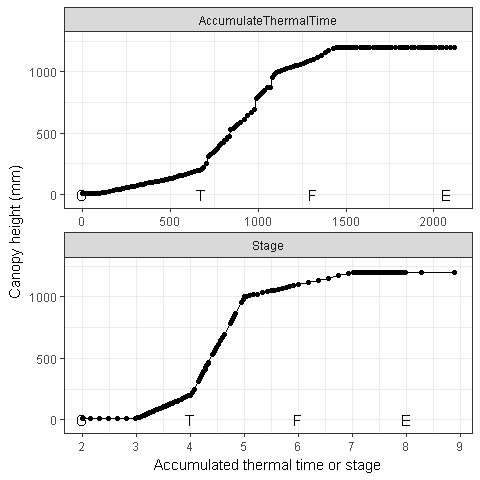 AccumulateThermalTime
1000
500
0
T F E
0 500 1000 1500 2000
Canopy height (mm)
Stage
1000
500
0
T F E
2 3 4 5 6 7 8 9
Accumulated thermal time or stage